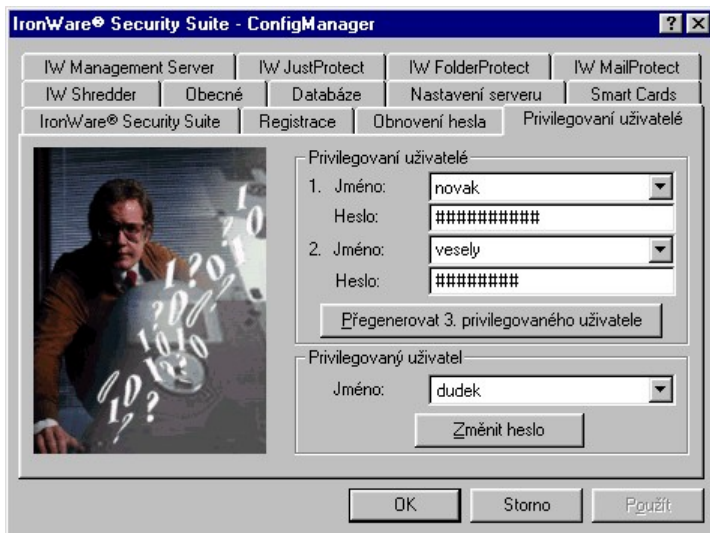 IronWare® Security Suite - ConfigManager
IW Management Server
IW JustProtect
IW FolderProtect
IW MailProtect
IW Shredder
Obecné
Databáze
Nastavení serveru
Smart Cards
IronWare® Security Suite
Registrace
Obnovení hesla
Privilegovaní uživatelé
Privilegovaní uživatelé
1. Jméno: novak
Heslo: ##########
2. Jméno: vesely
Heslo: ########
Přegenerovat 3. privilegovaného uživatele
Privilegovaný uživatel
Jméno: dudek
Změnit heslo
OK
Storno
Použít